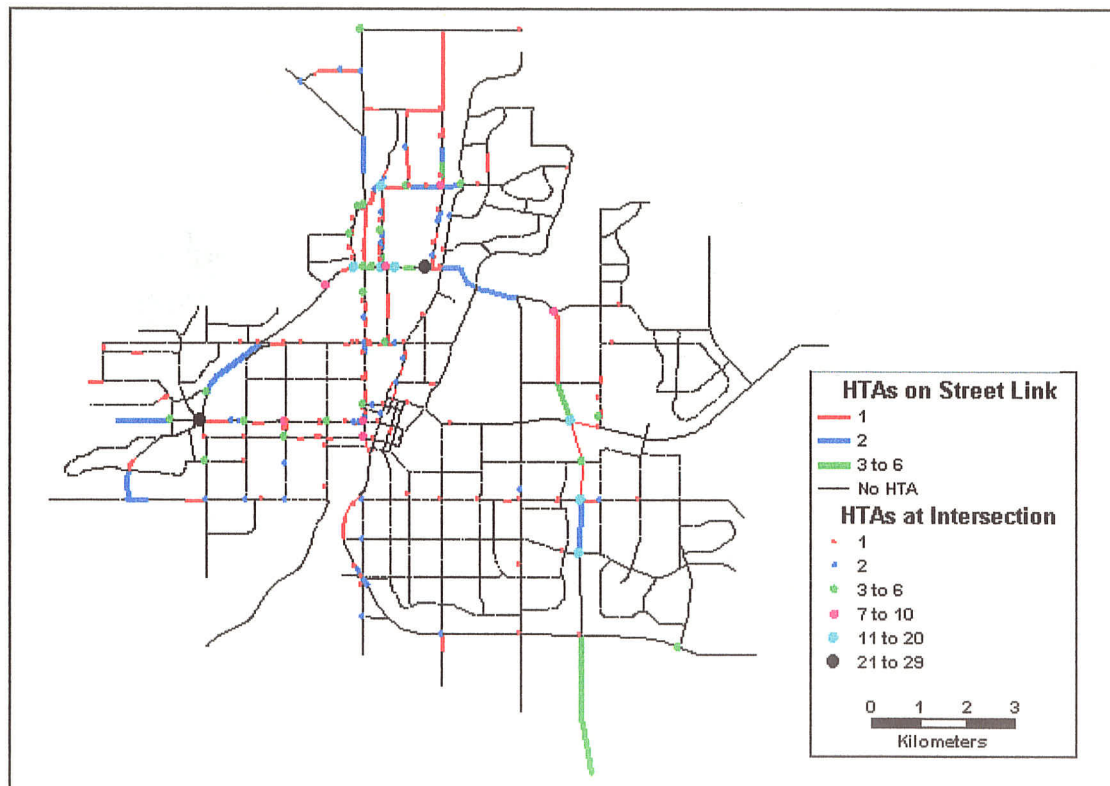 HTAs on Street Link
1
2
3 to 6
No HTA
HTAs at Intersection
1
2
3 to 6
7 to 10
11 to 20
21 to 29
0 1 2 3
Kilometers